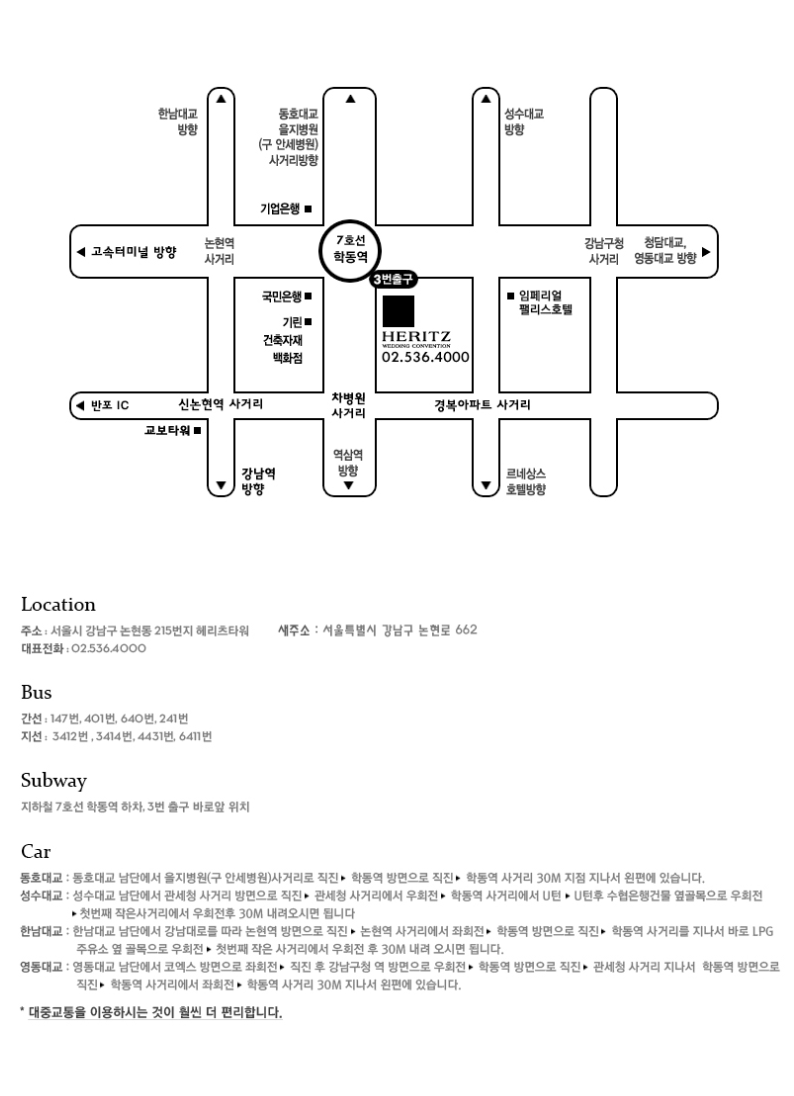 한남대교
방향
동호대교
을지병원
(구 안세병원)
사거리방향
성수대교
방향
기업은행 ■
◀ 고속터미널 방향
논현역
사거리
7호선
학동역
강남구청
사거리
청담대교,
영동대교 방향 ▶
3번출구
국민은행 ■
기린 ■
건축자재
백화점
HERITZ
WEDDING CONVENTION
02.536.4000
■ 임페리얼
팰리스호텔
◀ 반포 IC
신논현역 사거리
차병원
사거리
경복아파트 사거리
교보타워 ■
강남역
방향
역삼역
방향
르네상스
호텔방향
Location
주소 : 서울시 강남구 논현동 215번지 헤리츠타워 새주소 : 서울특별시 강남구 논현로 662
대표전화 : 02.536.4000
Bus
간선 : 147번, 401번, 640번, 241번
지선 : 3412번 , 3414번, 4431번, 6411번
Subway
지하철 7호선 학동역 하차, 3번 출구 바로앞 위치
Car
동호대교 : 동호대교 남단에서 을지병원(구 안세병원)사거리로 직진 ▶ 학동역 방면으로 직진 ▶ 학동역 사거리 30M 지점 지나서 왼편에 있습니다.
성수대교 : 성수대교 남단에서 관세청 사거리 방면으로 직진 ▶ 관세청 사거리에서 우회전 ▶ 학동역 사거리에서 U턴 ▶ U턴후 수협은행건물 옆골목으로 우회전
▶ 첫번째 작은사거리에서 우회전후 30M 내려오시면 됩니다
한남대교 : 한남대교 남단에서 강남대로를 따라 논현역 방면으로 직진 ▶ 논현역 사거리에서 좌회전 ▶ 학동역 방면으로 직진 ▶ 학동역 사거리를 지나서 바로 LPG
주유소 옆 골목으로 우회전 ▶ 첫번째 작은 사거리에서 우회전 후 30M 내려 오시면 됩니다.
영동대교 : 영동대교 남단에서 코엑스 방면으로 좌회전 ▶ 직진 후 강남구청 역 방면으로 우회전 ▶ 학동역 방면으로 직진 ▶ 관세청 사거리 지나서 학동역 방면으로
직진 ▶ 학동역 사거리에서 좌회전 ▶ 학동역 사거리 30M 지나서 왼편에 있습니다.
* 대중교통을 이용하시는 것이 훨씬 더 편리합니다.